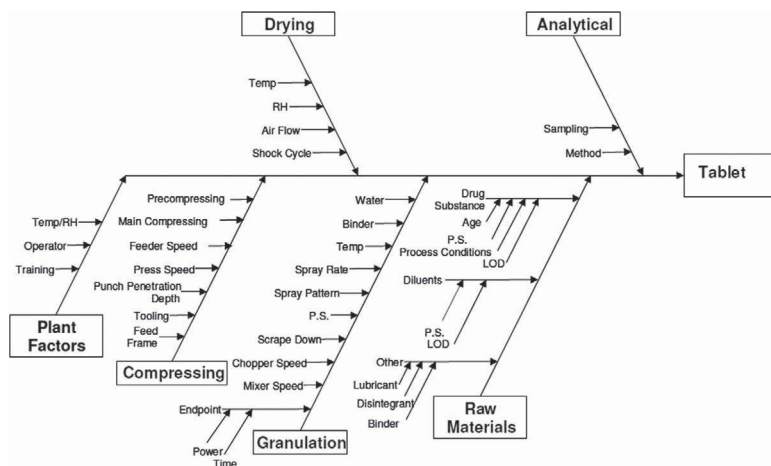 Drying
Analytical
Temp
RH
Air Flow
Shock Cycle
Sampling
Method
Tablet
Temp/RH
Operator
Training
Plant
Factors
Precompressing
Main Compressing
Feeder Speed
Press Speed
Punch Penetration
Depth
Tooling
Feed
Frame
Compressing
Water
Binder
Temp
Spray Rate
Spray Pattern
P.S.
Scrape Down
Chopper Speed
Mixer Speed
Endpoint
Power
Time
Granulation
Drug
Substance
Age
P.S.
Process Conditions
LOD
Diluents
P.S.
LOD
Other
Lubricant
Disintegrant
Binder
Raw
Materials